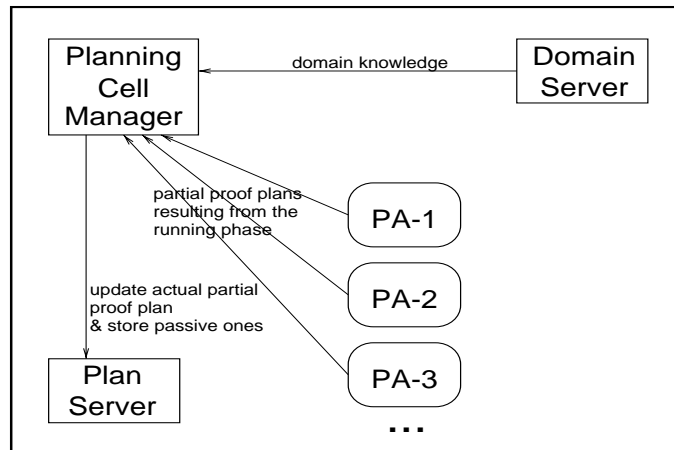 Planning
Cell
Manager
domain knowledge
Domain
Server
partial proof plans
resulting from the
running phase
PA-1
PA-2
update actual partial
proof plan
& store passive ones
PA-3
Plan
Server
...